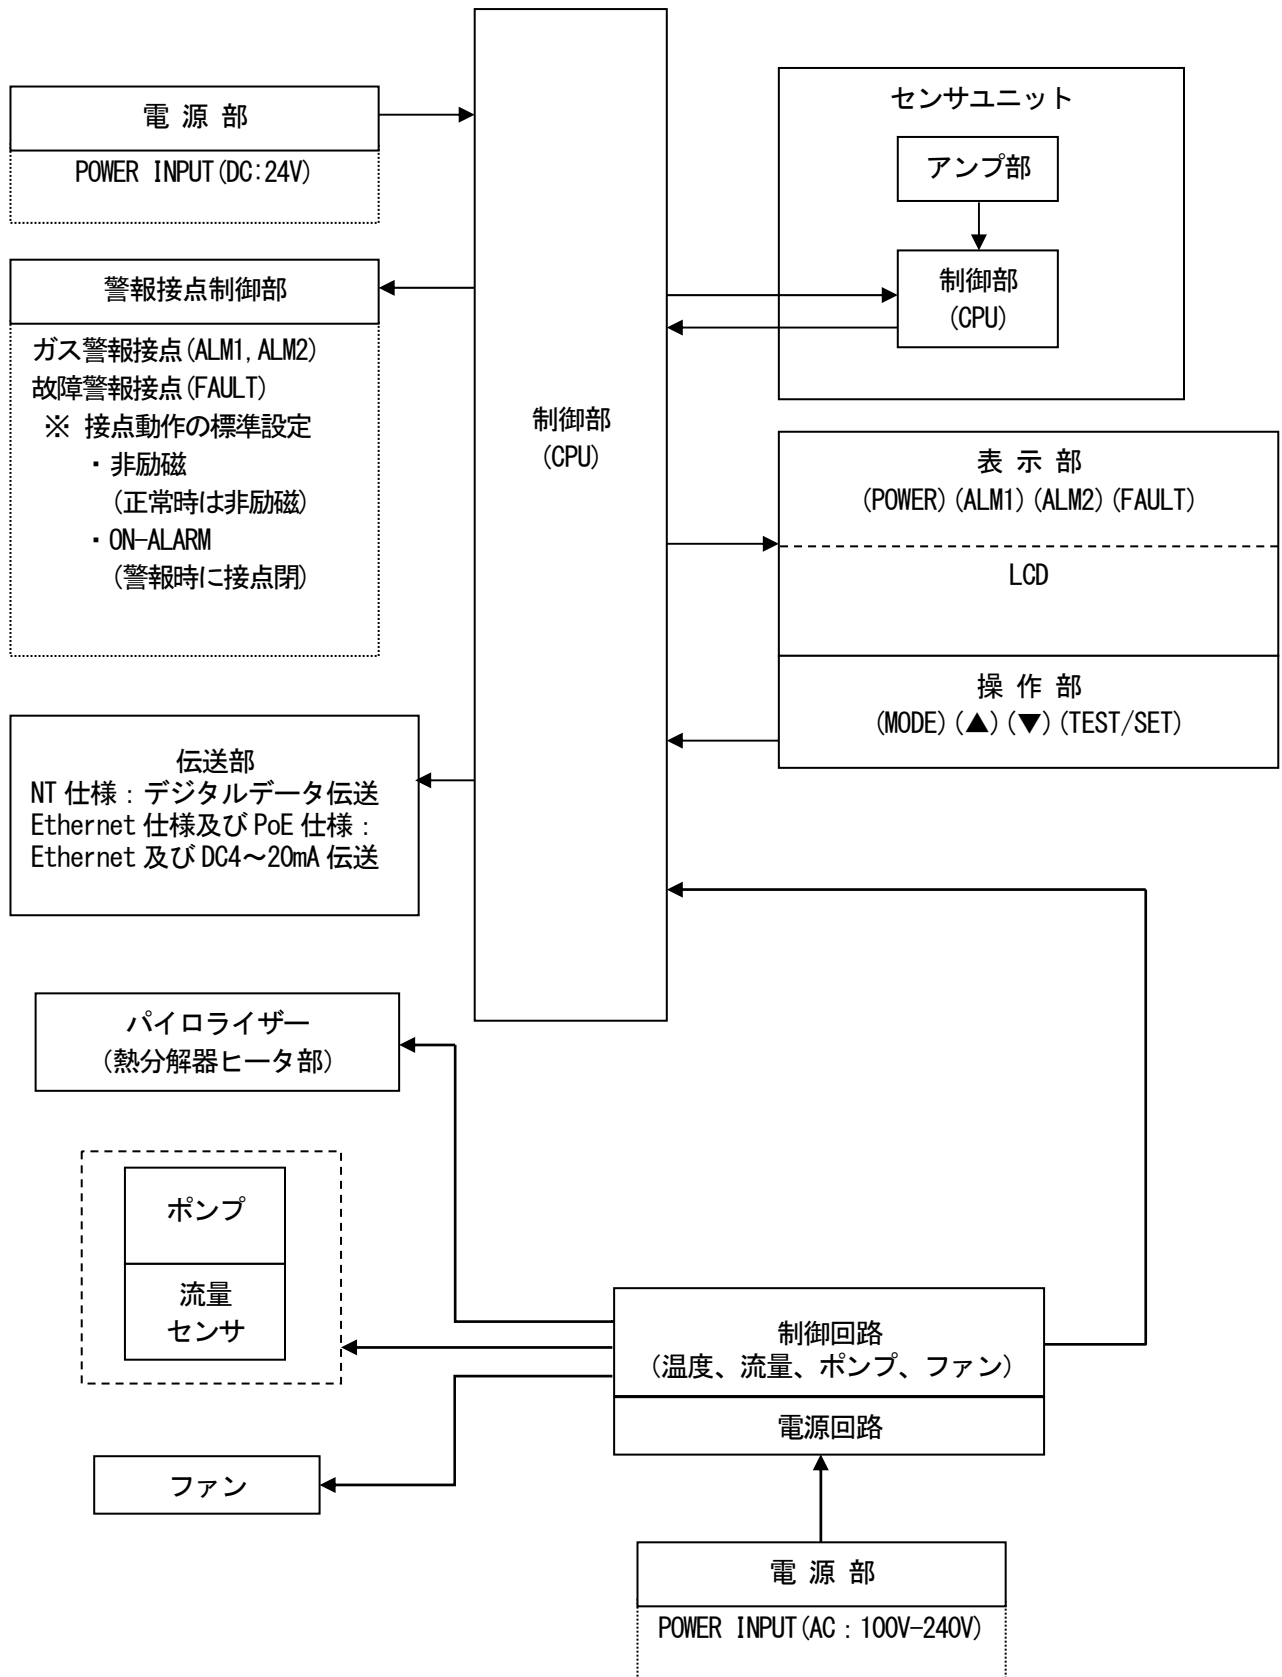 電 源 部
POWER INPUT(DC:24V)
警報接点制御部
ガス警報接点(ALM1,ALM2)
故障警報接点(FAULT)
※ 接点動作の標準設定
・非励磁
(正常時は非励磁)
・ON-ALARM
(警報時に接点閉)
伝送部
NT 仕様:デジタルデータ伝送
Ethernet 仕様及び PoE 仕様:
Ethernet 及び DC4~20mA 伝送
制御部
(CPU)
センサユニット
アンプ部
制御部
(CPU)
表 示 部
(POWER)(ALM1)(ALM2)(FAULT)
LCD
操 作 部
(MODE)(▲)(▼)(TEST/SET)
パイロライザー
(熱分解器ヒータ部)
ポンプ
流量
センサ
ファン
制御回路
(温度、流量、ポンプ、ファン)
電源回路
電 源 部
POWER INPUT(AC:100V-240V)